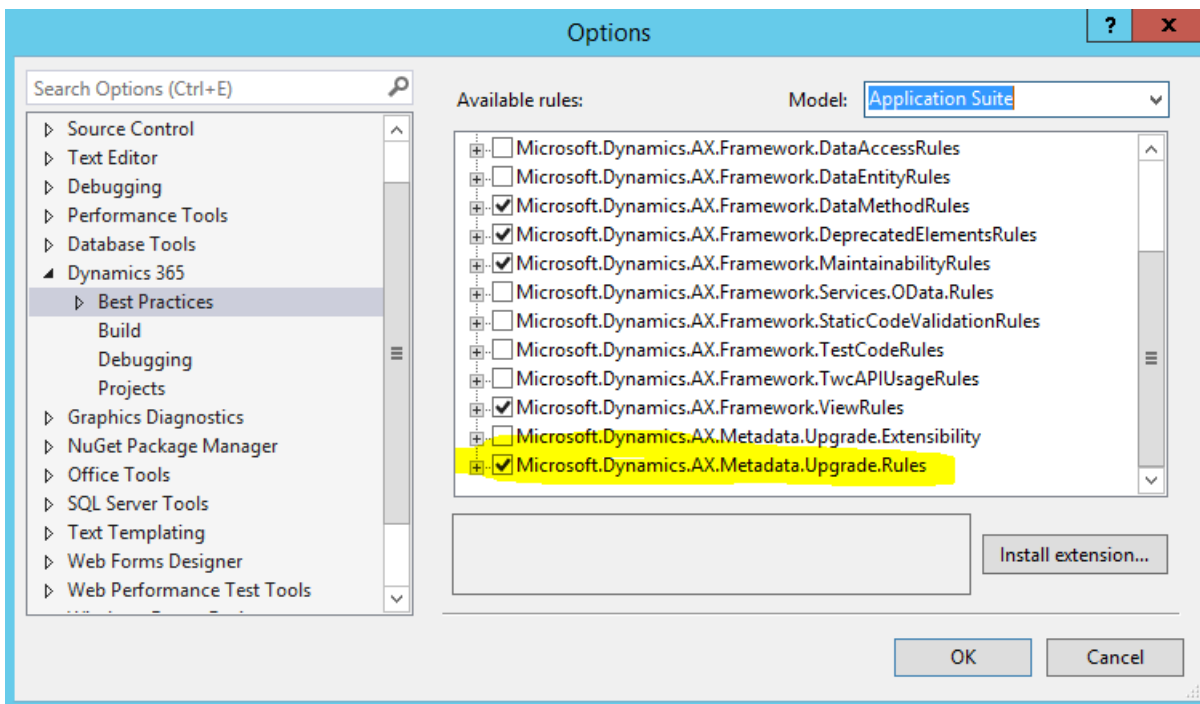 Options
?
x
Search Options (Ctrl+E)
Source Control
Text Editor
Debugging
Performance Tools
Database Tools
Dynamics 365
Best Practices
Build
Debugging
Projects
Graphics Diagnostics
NuGet Package Manager
Office Tools
SQL Server Tools
Text Templating
Web Forms Designer
Web Performance Test Tools
Available rules:
Model:
Application Suite
Microsoft.Dynamics.AX.Framework.DataAccessRules
Microsoft.Dynamics.AX.Framework.DataEntityRules
Microsoft.Dynamics.AX.Framework.DataMethodRules
Microsoft.Dynamics.AX.Framework.DeprecatedElementsRules
Microsoft.Dynamics.AX.Framework.MaintainabilityRules
Microsoft.Dynamics.AX.Framework.Services.OData.Rules
Microsoft.Dynamics.AX.Framework.StaticCodeValidationRules
Microsoft.Dynamics.AX.Framework.TestCodeRules
Microsoft.Dynamics.AX.Framework.TwcAPIUsageRules
Microsoft.Dynamics.AX.Framework.ViewRules
Microsoft.Dynamics.AX.Metadata.Upgrade.Extensibility
Microsoft.Dynamics.AX.Metadata.Upgrade.Rules
Install extension...
OK
Cancel